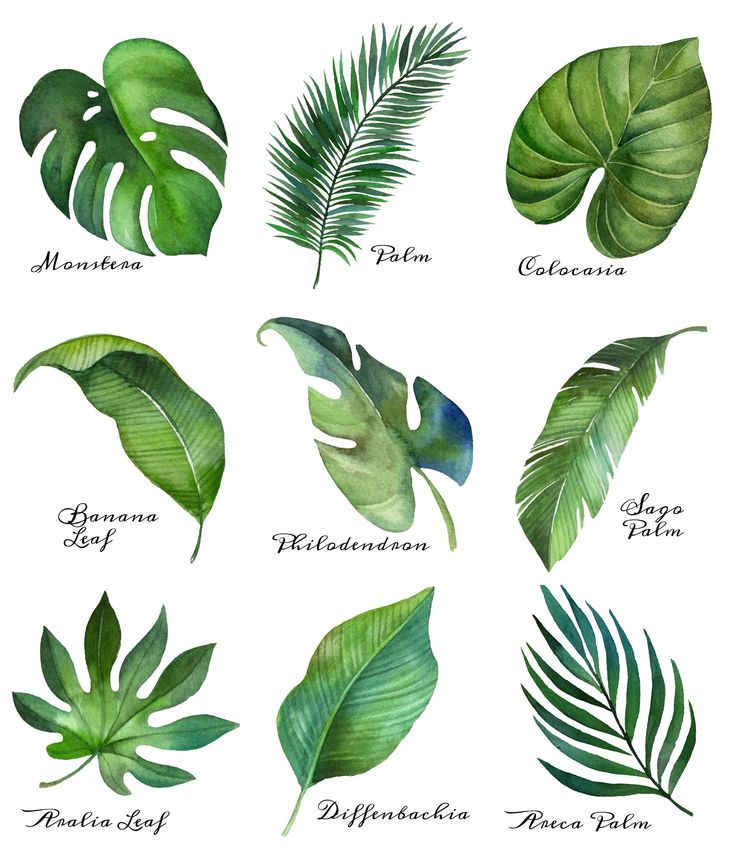 Monstera
Palm
Colocasia
Banana
Leaf
Philodendron
Sago
Palm
Aralia Leaf
Diffenbachia
Areca Palm